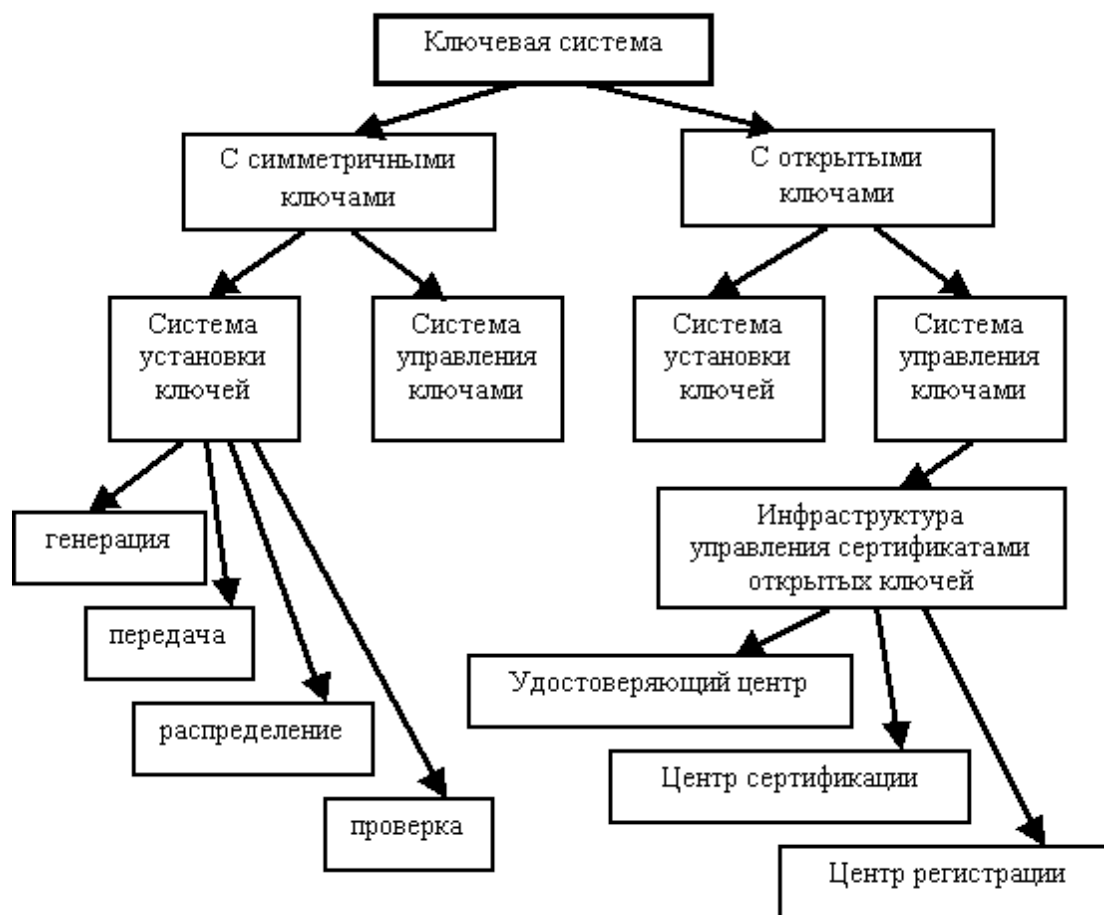 Ключевая система
С симметричными
ключами
С открытыми
ключами
Система
установки
ключей
Система
управления
ключами
Система
установки
ключей
Система
управления
ключами
генерация
передача
распределение
проверка
Инфраструктура
управления сертификатами
открытых ключей
Удостоверяющий центр
Центр сертификации
Центр регистрации